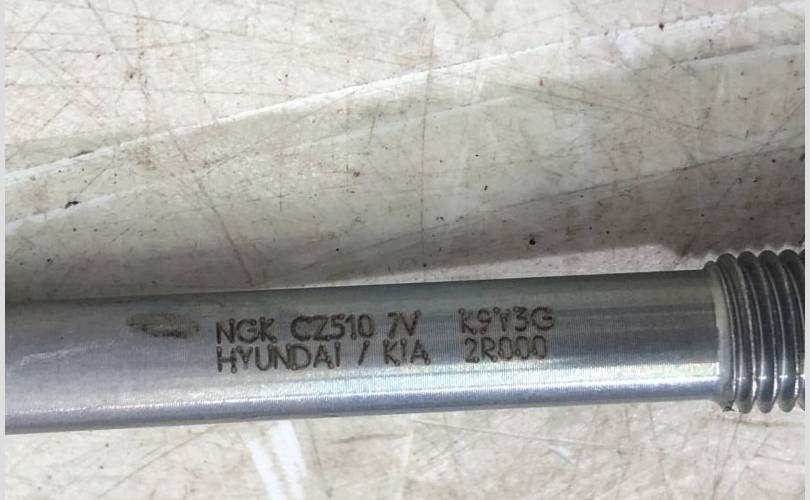 NGK CZ510 7V K9Y3G
HYUNDAI / KIA 2R000